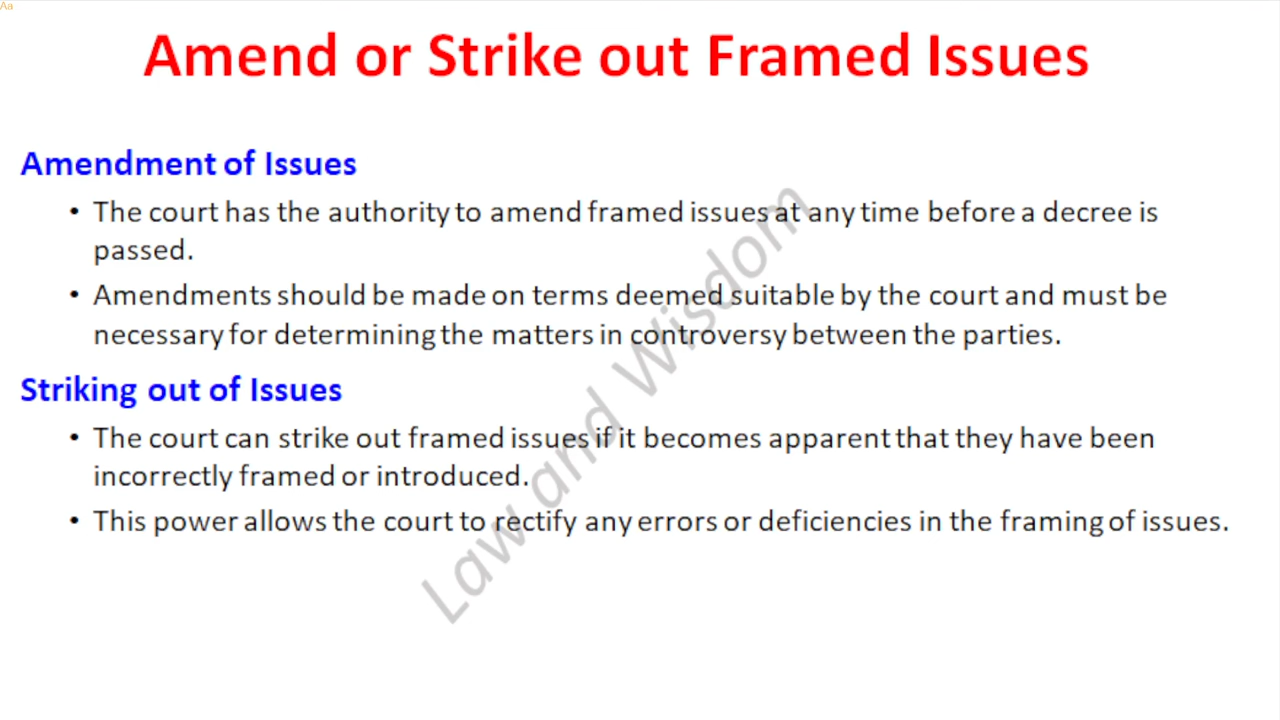 Aa
Amend or Strike out Framed Issues
Amendment of Issues
• The court has the authority to amend framed issues at any time before a decree is
passed.
• Amendments should be made on terms deemed suitable by the court and must be
necessary for determining the matters in controversy between the parties.
Striking out of Issues
• The court can strike out framed issues if it becomes apparent that they have been
incorrectly framed or introduced.
• This power allows the court to rectify any errors or deficiencies in the framing of issues.
Law and Wisdom